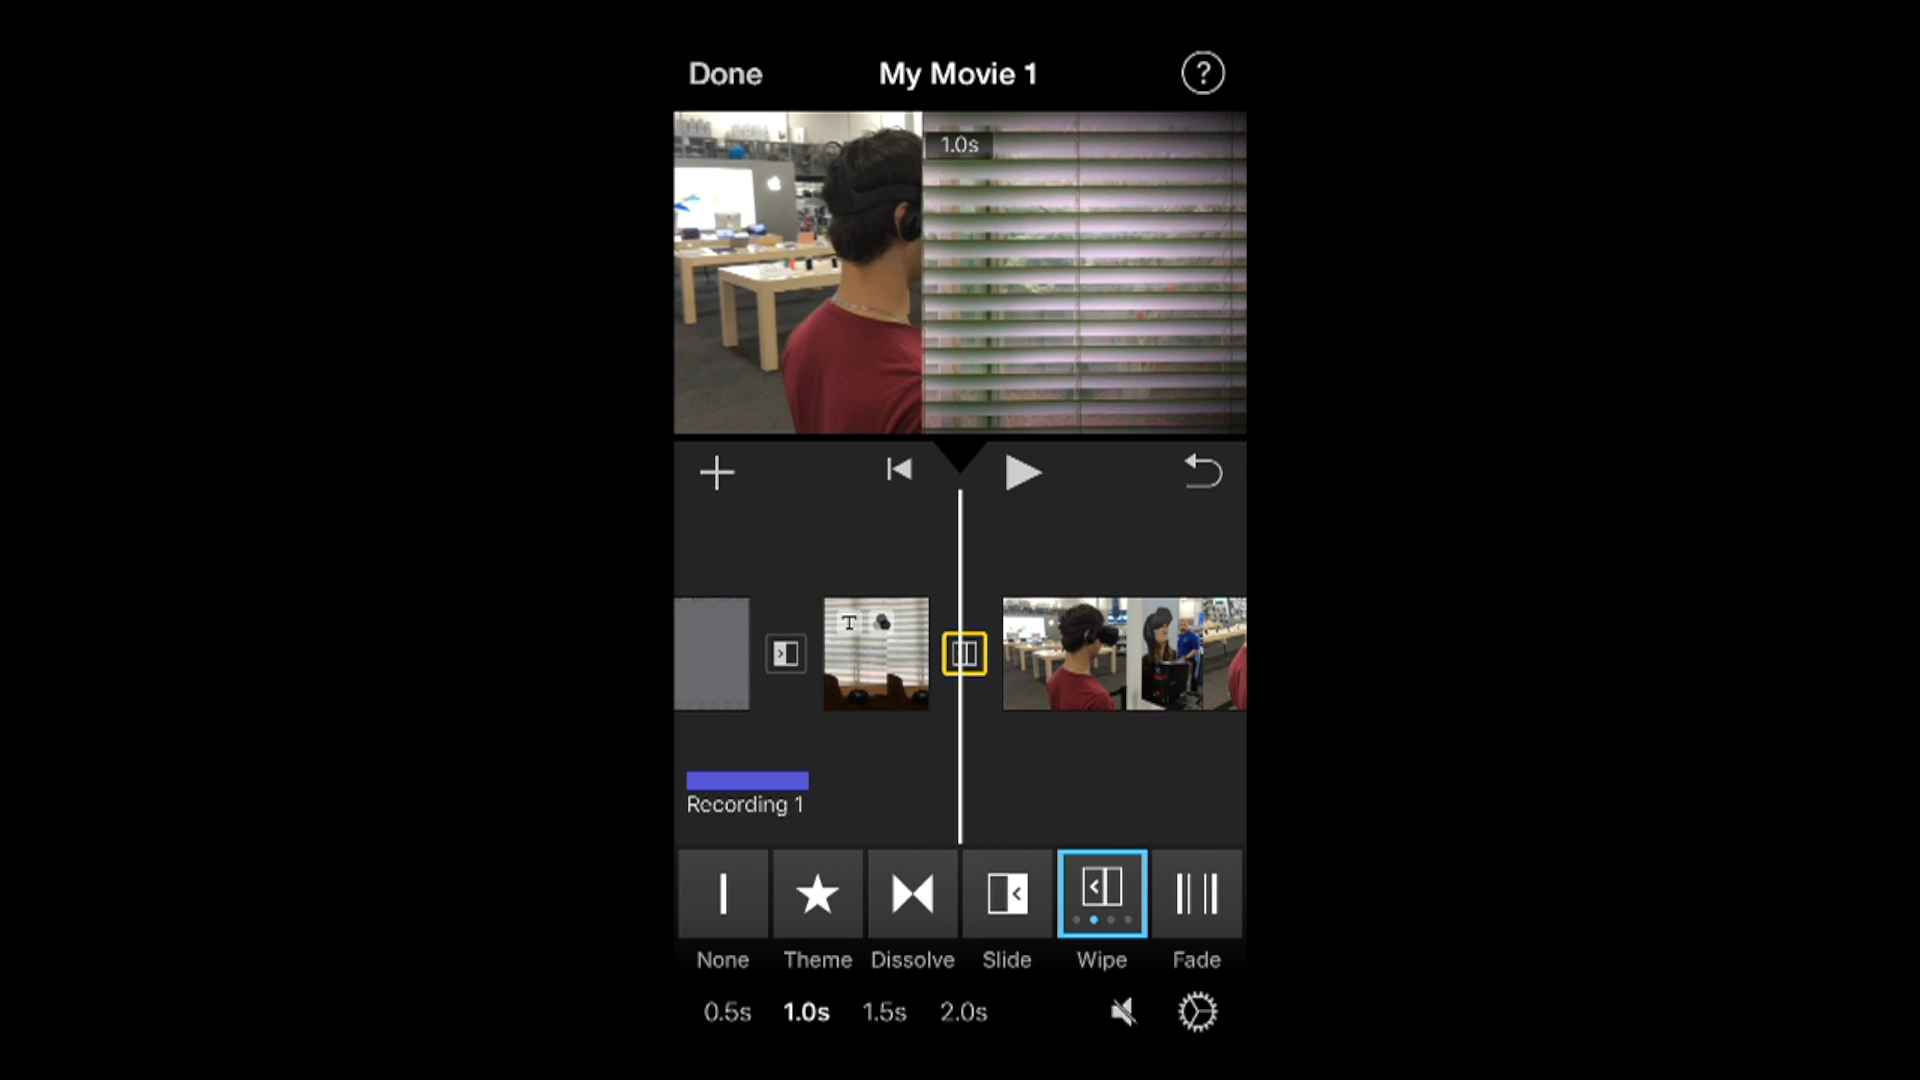 Done My Movie 1 ?
1.0s
T
Recording 1
None Theme Dissolve Slide Wipe Fade
0.5s 1.0s 1.5s 2.0s